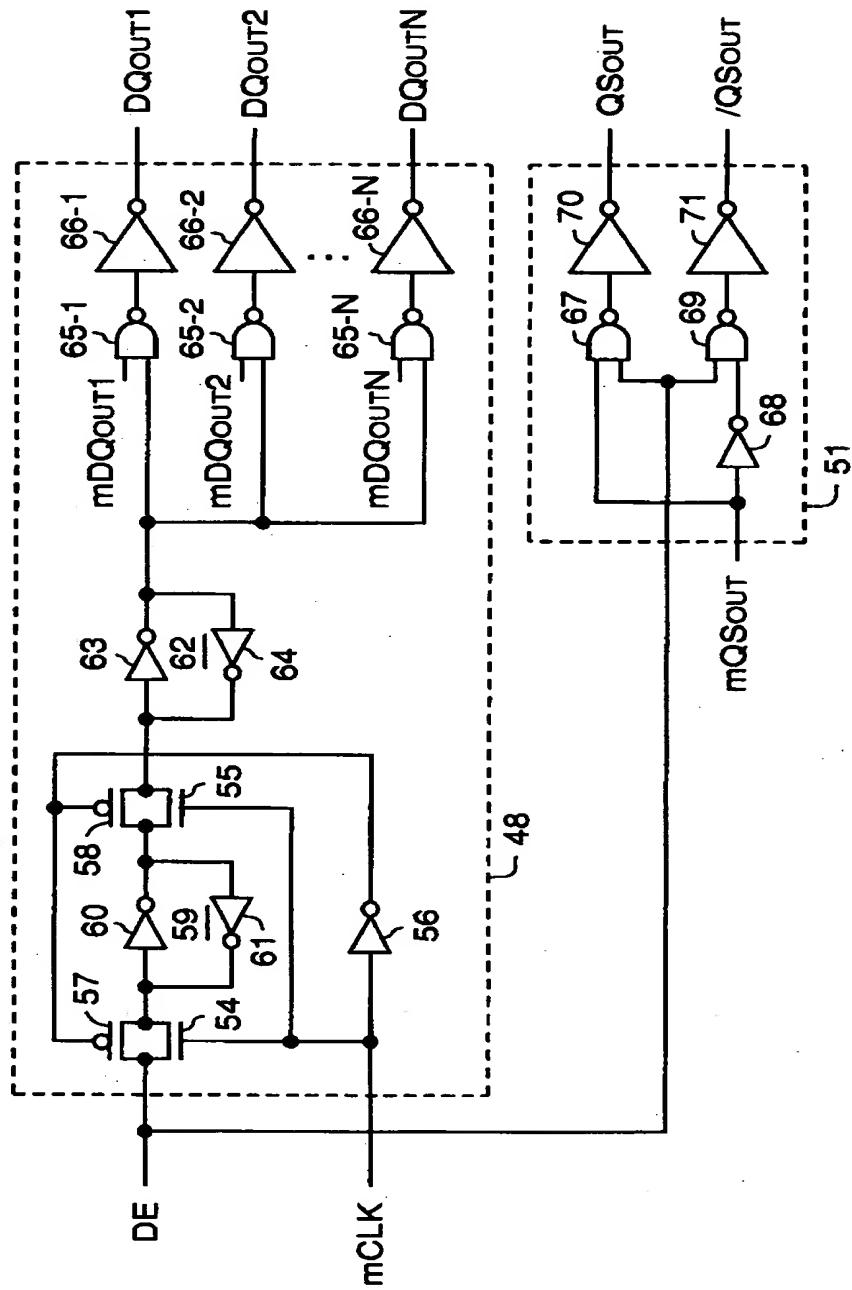 DE
mCLK
57
54
60
59
61
58
55
56
63
62
64
48
mDQOUT1
mDQOUT2
mDQOUTN
65-1
65-2
65-N
66-1
66-2
...
66-N
DQOUT1
DQOUT2
DQOUTN
mQSOUT
68
67
69
70
71
51
QSOUT
/QSOUT